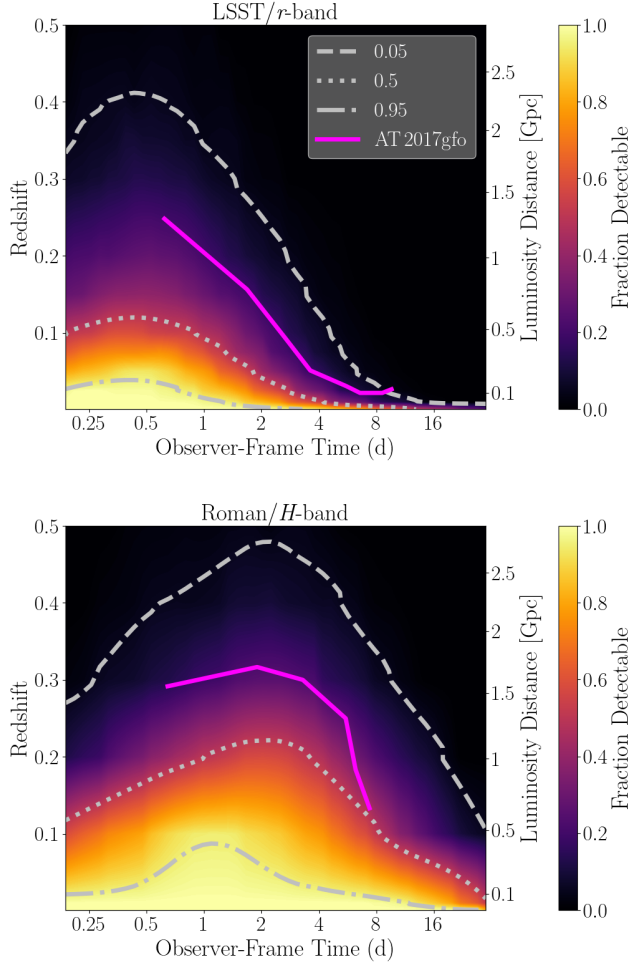 LSST/r-band
0.5
0.4
0.3
0.2
0.1
Redshift
0.05
0.5
0.95
AT 2017gfo
2.5
2
1.5
1
0.5
0.1
Luminosity Distance [Gpc]
1.0
0.8
0.6
0.4
0.2
0.0
Fraction Detectable
0.25 0.5 1 2 4 8 16
Observer-Frame Time (d)
Roman/H-band
0.5
0.4
0.3
0.2
0.1
Redshift
2.5
2
1.5
1
0.5
0.1
Luminosity Distance [Gpc]
1.0
0.8
0.6
0.4
0.2
0.0
Fraction Detectable
0.25 0.5 1 2 4 8 16
Observer-Frame Time (d)